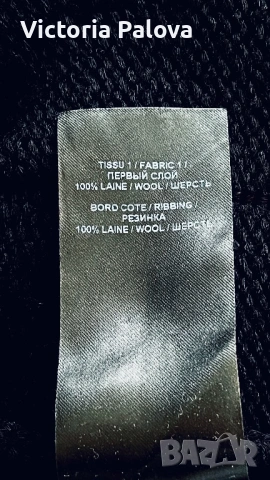 Victoria Palova
TISSU 1 / FABRIC 1 /
ПЕРВЫЙ СЛОЙ
100% LAINE / WOOL / ШЕРСТЬ
BORD COTE / RIBBING /
РЕЗИНКА
100% LAINE / WOOL / ШЕРСТЬ
BAZAR